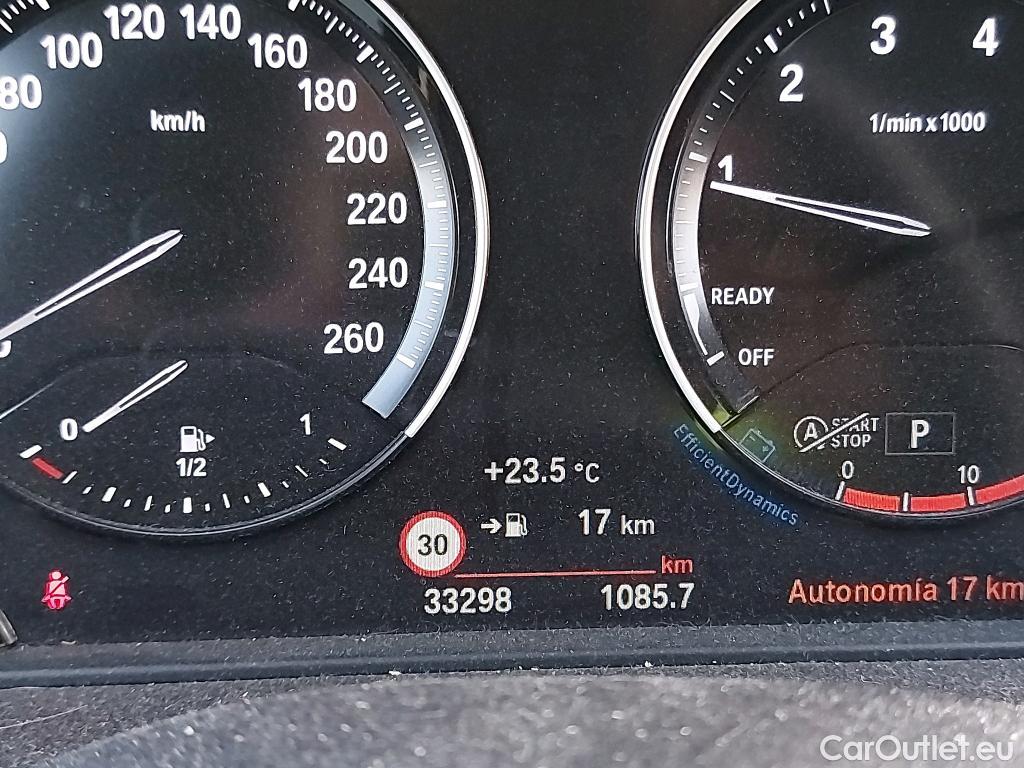 80 100 120 140 160 180 200 220 240 260
km/h
0 1/2 1
1 2 3 4
1/min x 1000
READY
OFF
EfficientDynamics
A START STOP
P
0 10
+23.5 °C
30
17 km
km
33298 1085.7
Autonomía 17 km
CarOutlet.eu